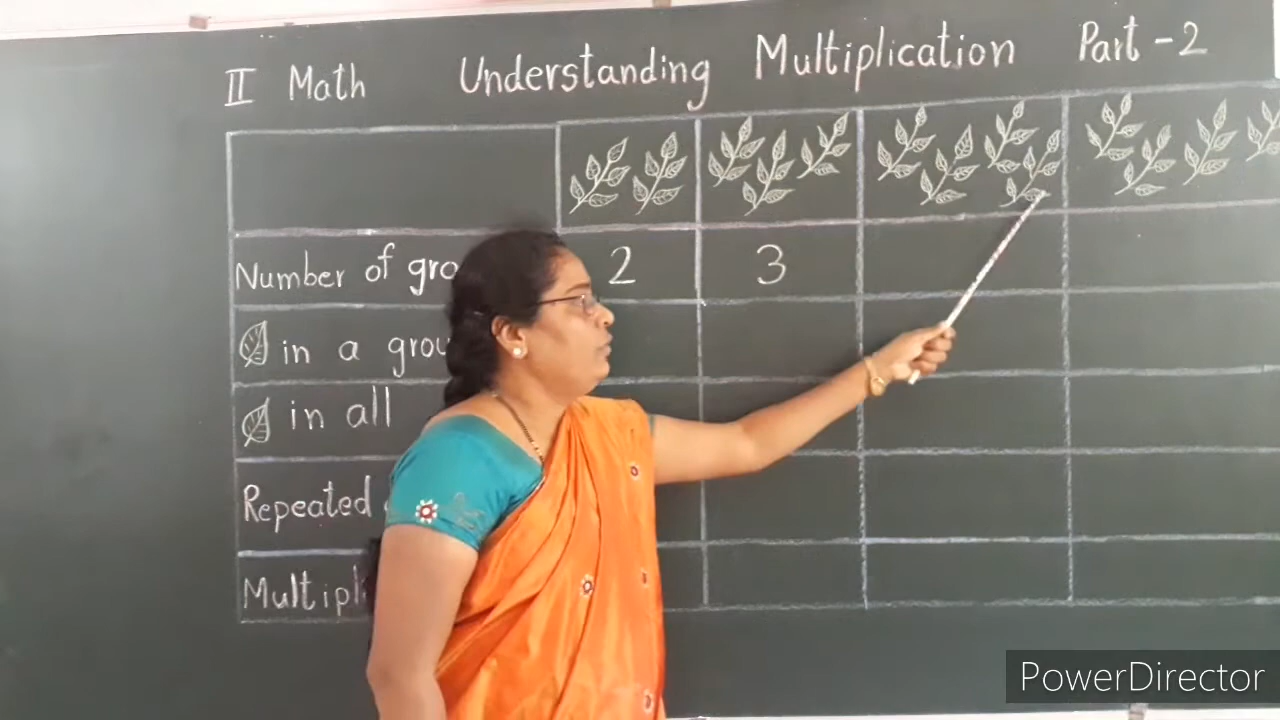 II Math Understanding Multiplication Part - 2
Number of gro
2 3
in a grou
in all
Repeated
Multipl
PowerDirector